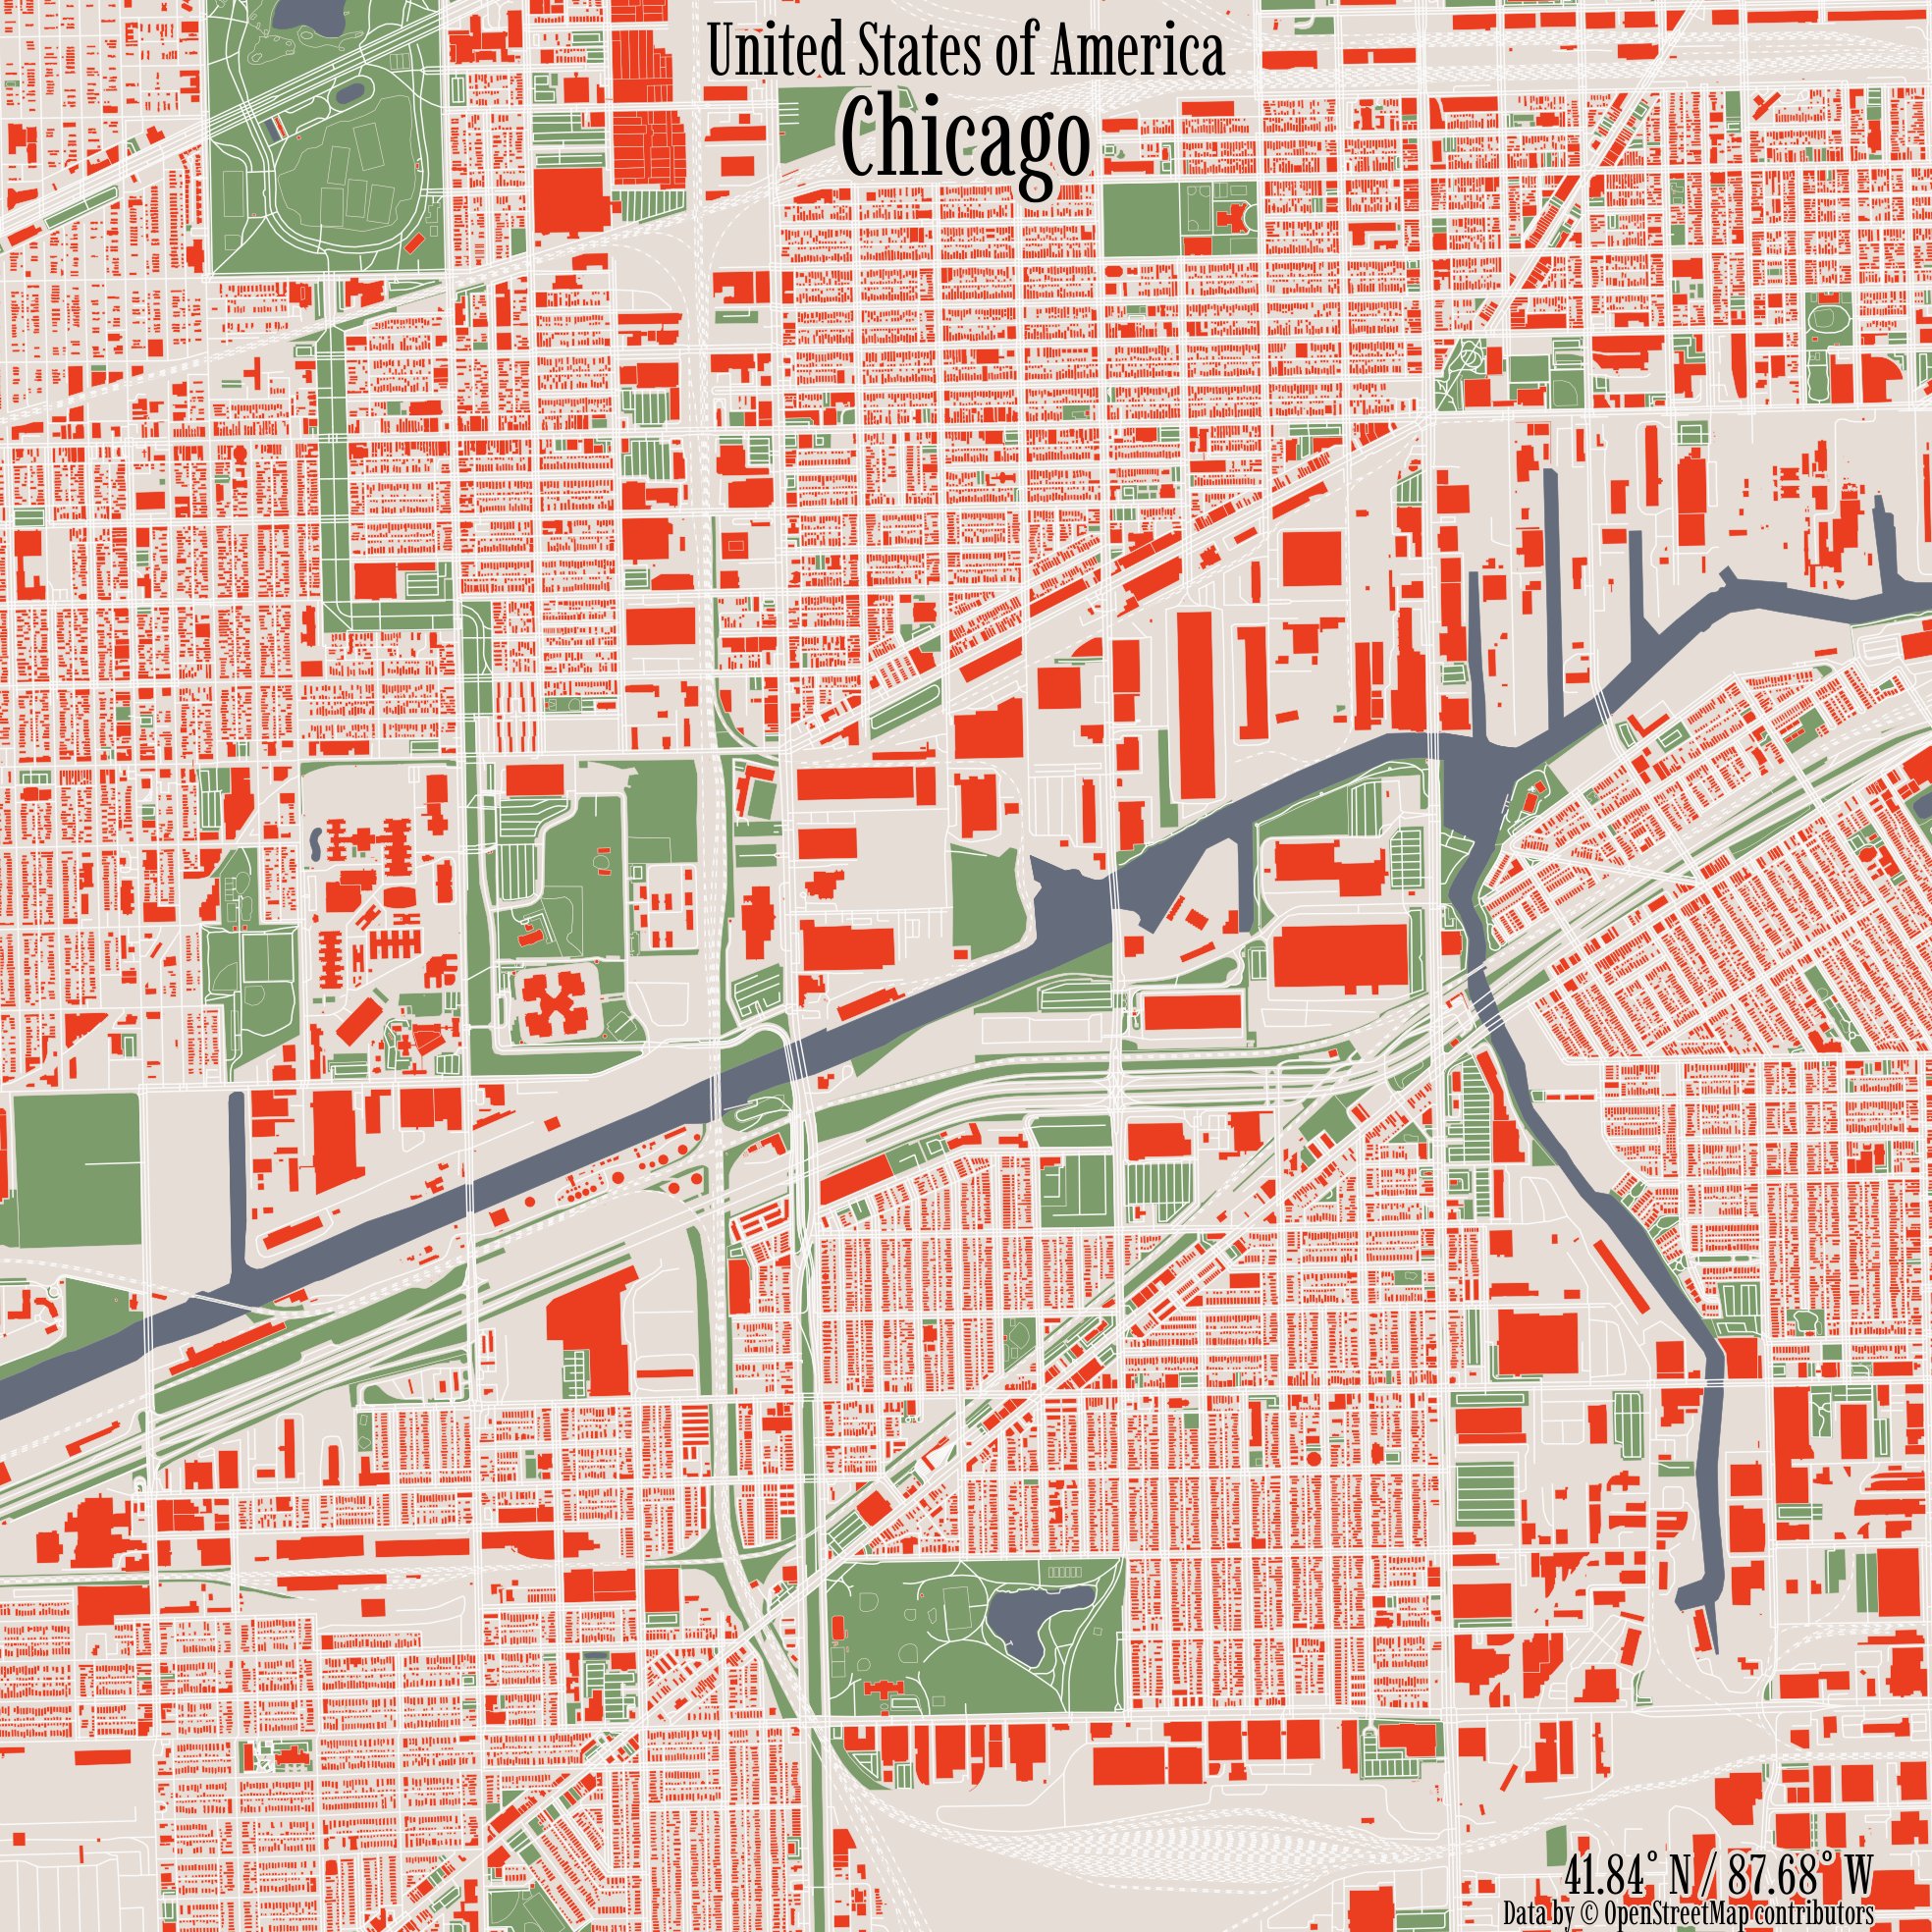 United States of America
Chicago
41.84° N / 87.68° W
Data by © OpenStreetMap contributors